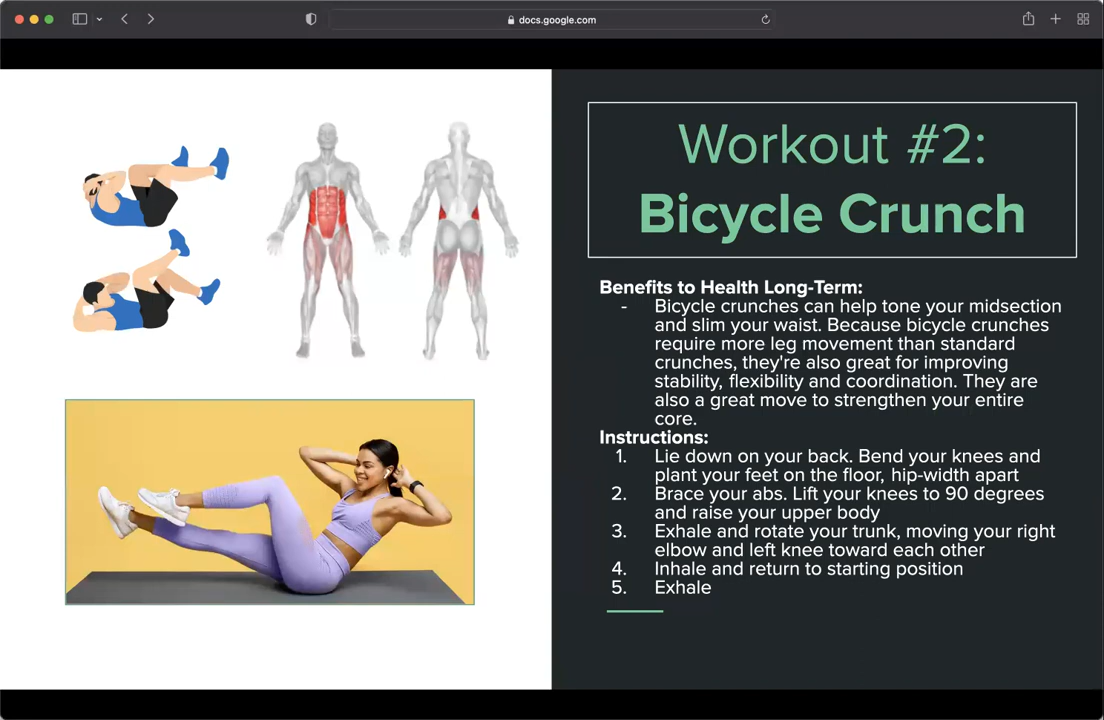 docs.google.com
Workout #2:
Bicycle Crunch
Benefits to Health Long-Term:
- Bicycle crunches can help tone your midsection
and slim your waist. Because bicycle crunches
require more leg movement than standard
crunches, they're also great for improving
stability, flexibility and coordination. They are
also a great move to strengthen your entire
core.
Instructions:
1. Lie down on your back. Bend your knees and
plant your feet on the floor, hip-width apart
2. Brace your abs. Lift your knees to 90 degrees
and raise your upper body
3. Exhale and rotate your trunk, moving your right
elbow and left knee toward each other
4. Inhale and return to starting position
5. Exhale